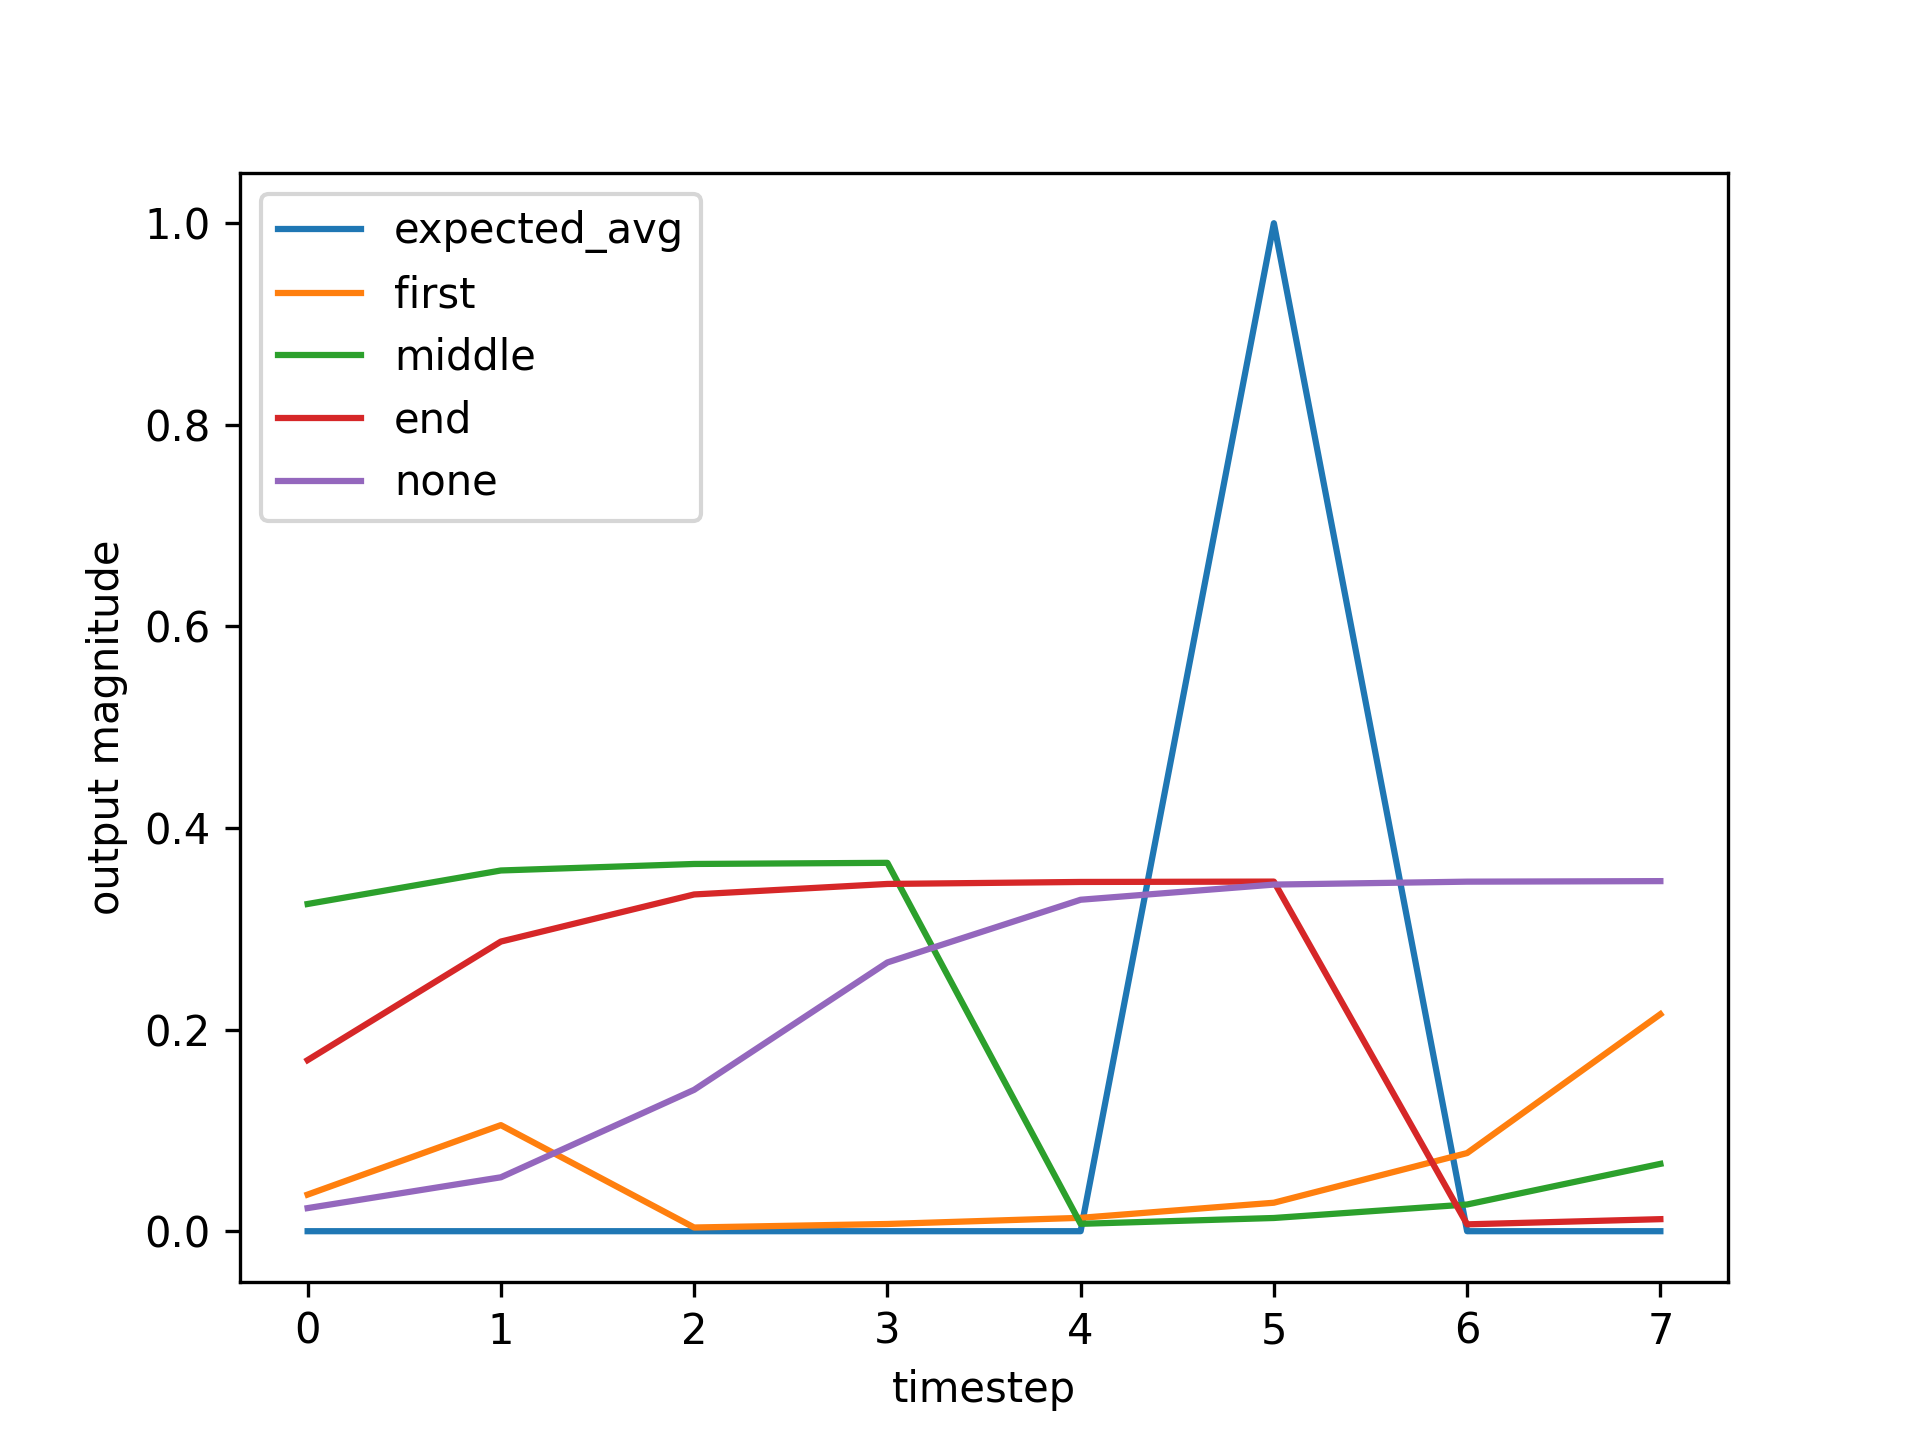 expected_avg
first
middle
end
none
1.0
0.8
0.6
0.4
0.2
0.0
output magnitude
0 1 2 3 4 5 6 7
timestep